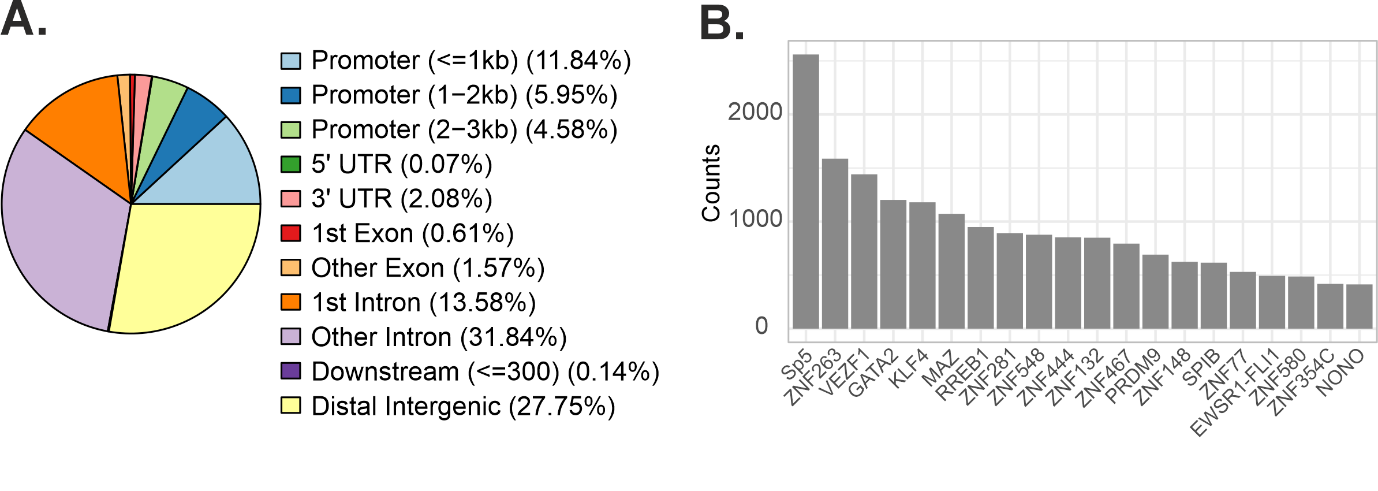 A.
Promoter (<=1kb) (11.84%)
Promoter (1−2kb) (5.95%)
Promoter (2−3kb) (4.58%)
5' UTR (0.07%)
3' UTR (2.08%)
1st Exon (0.61%)
Other Exon (1.57%)
1st Intron (13.58%)
Other Intron (31.84%)
Downstream (<=300) (0.14%)
Distal Intergenic (27.75%)
B.
Counts
2000
1000
0
Sp5
ZNF263
VEZF1
GATA2
KLF4
MAZ
RREB1
ZNF281
ZNF548
ZNF444
ZNF132
ZNF467
PRDM9
ZNF148
SPIB
ZNF77
EWSR1-FLI1
ZNF580
ZNF354C
NONO